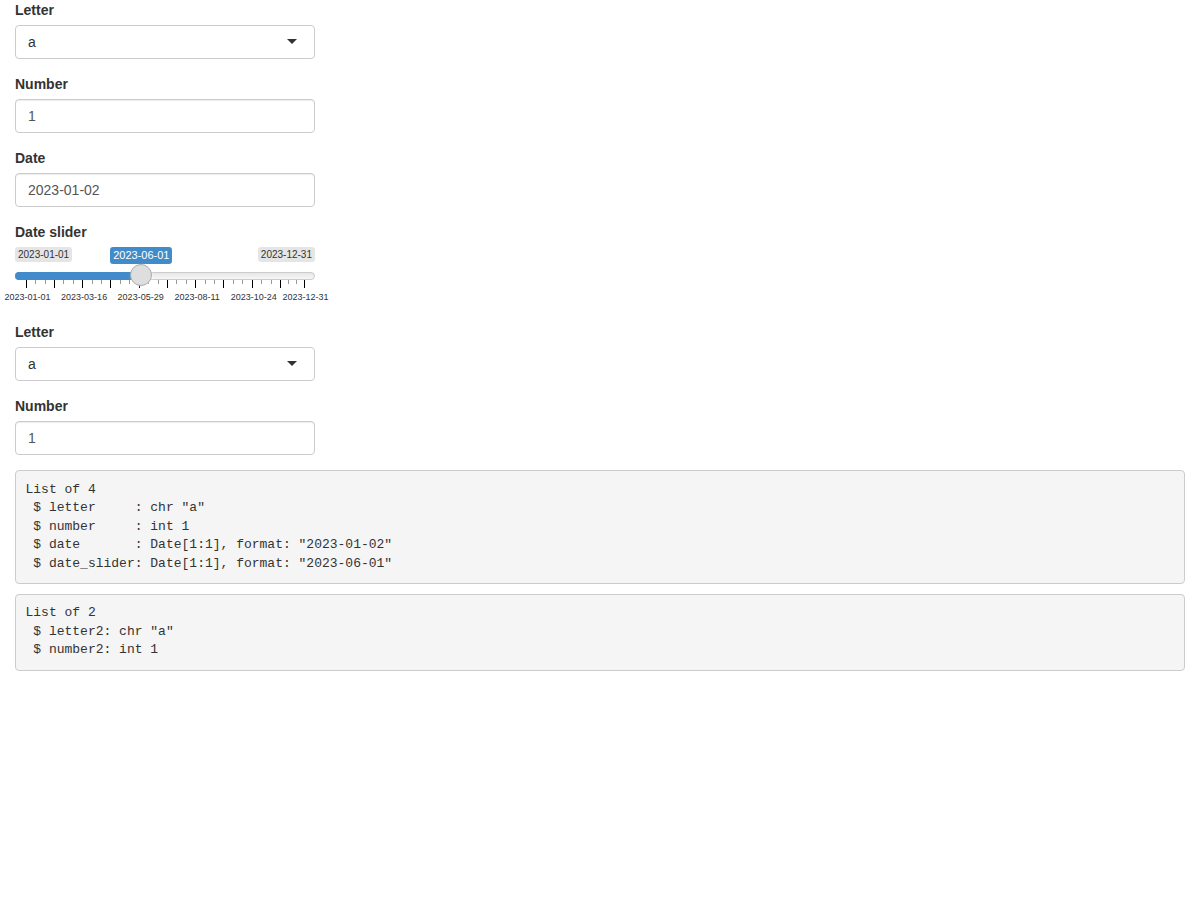 Letter
a
Number
1
Date
2023-01-02
Date slider
2023-01-01 2023-06-01 2023-12-31
2023-01-01 2023-03-16 2023-05-29 2023-08-11 2023-10-24 2023-12-31
Letter
a
Number
1
List of 4
 $ letter     : chr "a"
 $ number     : int 1
 $ date       : Date[1:1], format: "2023-01-02"
 $ date_slider: Date[1:1], format: "2023-06-01"
List of 2
 $ letter2: chr "a"
 $ number2: int 1